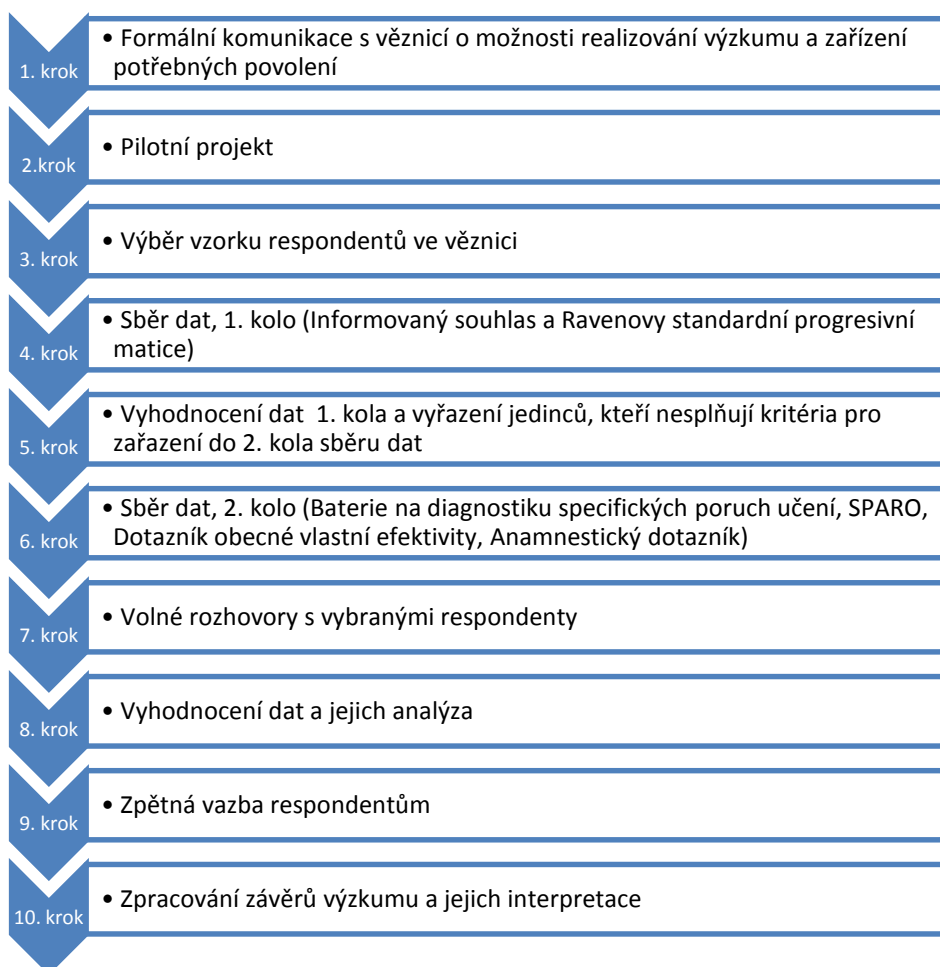 • Formální komunikace s věznicí o možnosti realizování výzkumu a zařízení
1. krok
potřebných povolení
• Pilotní projekt
2.krok
• Výběr vzorku respondentů ve věznici
3. krok
• Sběr dat, 1. kolo (Informovaný souhlas a Ravenovy standardní progresivní
4. krok
matice)
• Vyhodnocení dat  1. kola a vyřazení jedinců, kteří nesplňují kritéria pro
5. krok
zařazení do 2. kola sběru dat
• Sběr dat, 2. kolo (Baterie na diagnostiku specifických poruch učení, SPARO,
6. krok
Dotazník obecné vlastní efektivity, Anamnestický dotazník)
• Volné rozhovory s vybranými respondenty
7. krok
• Vyhodnocení dat a jejich analýza
8. krok
• Zpětná vazba respondentům
9. krok
• Zpracování závěrů výzkumu a jejich interpretace
10. krok